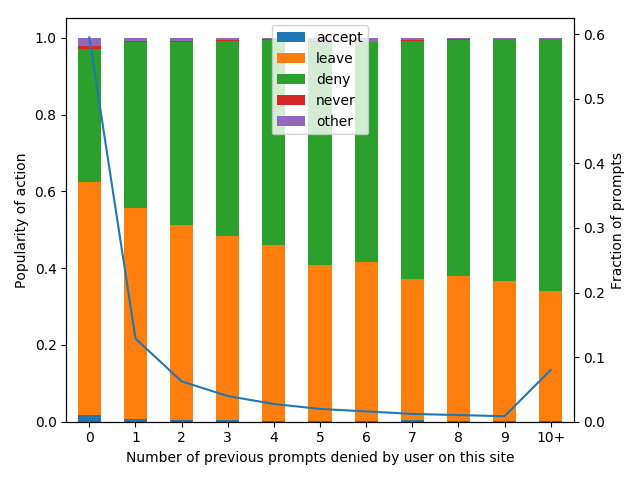 accept
leave
deny
never
other
1.0
0.8
0.6
0.4
0.2
0.0
Popularity of action
0.6
0.5
0.4
0.3
0.2
0.1
0.0
Fraction of prompts
0 1 2 3 4 5 6 7 8 9 10+
Number of previous prompts denied by user on this site